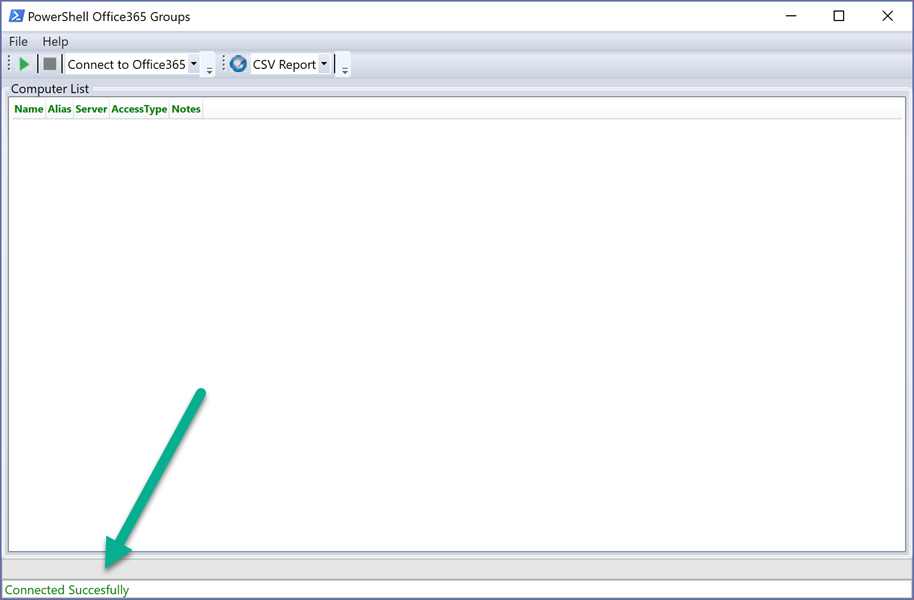 PowerShell Office365 Groups
File Help
Connect to Office365 CSV Report
Computer List
Name Alias Server AccessType Notes
Connected Succesfully